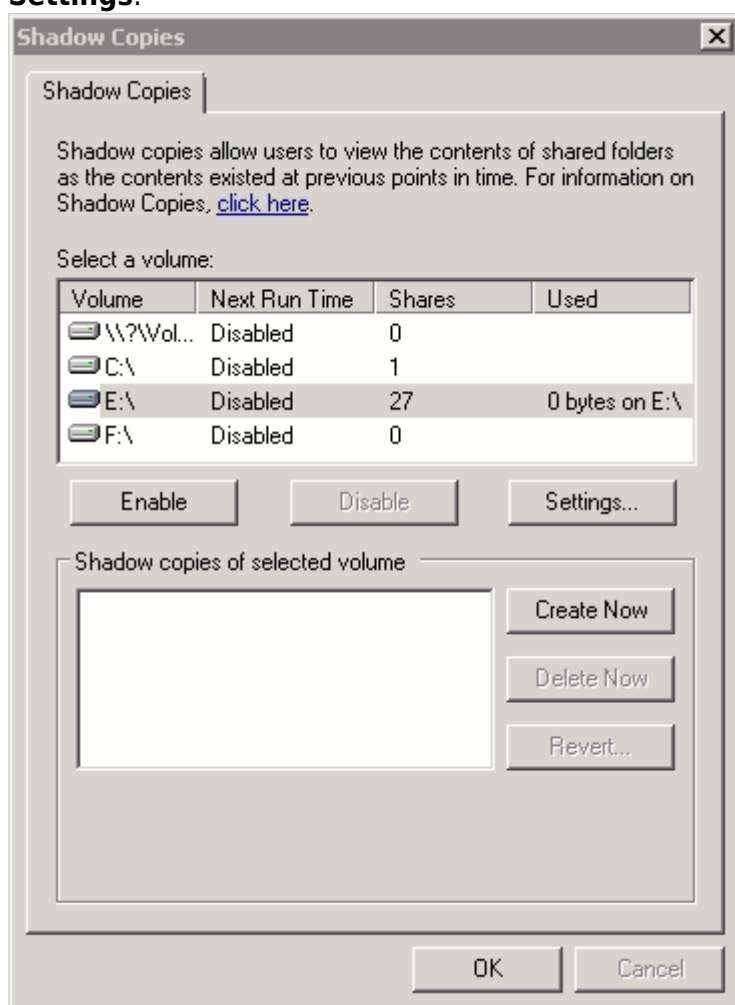 Settings.
Shadow Copies
Shadow Copies
Shadow copies allow users to view the contents of shared folders
as the contents existed at previous points in time. For information on
Shadow Copies, click here.
Select a volume:
Volume Next Run Time Shares Used
\\?\Vol... Disabled 0
C:\ Disabled 1
E:\ Disabled 27 0 bytes on E:\
F:\ Disabled 0
Enable Disable Settings...
Shadow copies of selected volume
Create Now
Delete Now
Revert...
OK Cancel